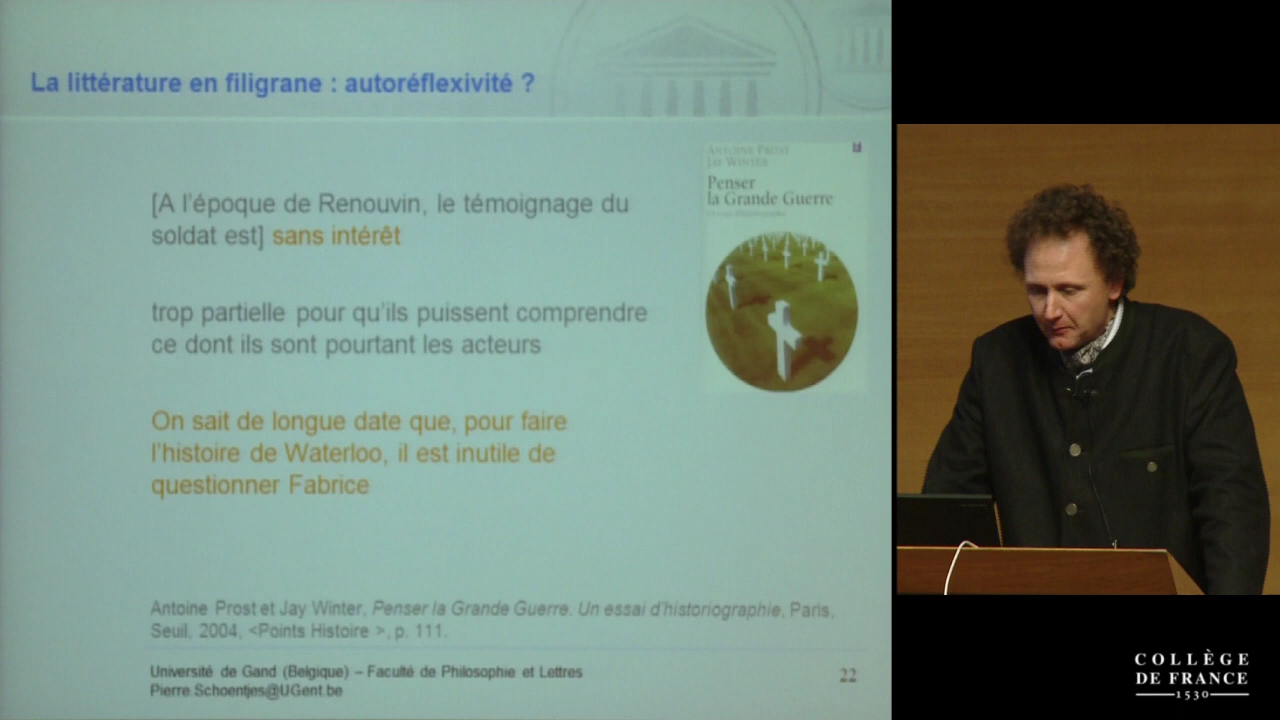 La littérature en filigrane : autoréflexivité ?
[A l'époque de Renouvin, le témoignage du
soldat est] sans intérêt
trop partielle pour qu'ils puissent comprendre
ce dont ils sont pourtant les acteurs
On sait de longue date que, pour faire
l'histoire de Waterloo, il est inutile de
questionner Fabrice
ANTOINE PROST
JAY WINTER
Penser
la Grande Guerre
Antoine Prost et Jay Winter, Penser la Grande Guerre. Un essai d'historiographie, Paris,
Seuil, 2004, <Points Histoire >, p. 111.
Université de Gand (Belgique) – Faculté de Philosophie et Lettres
Pierre.Schoentjes@UGent.be
22
COLLÈGE
DE FRANCE
1530